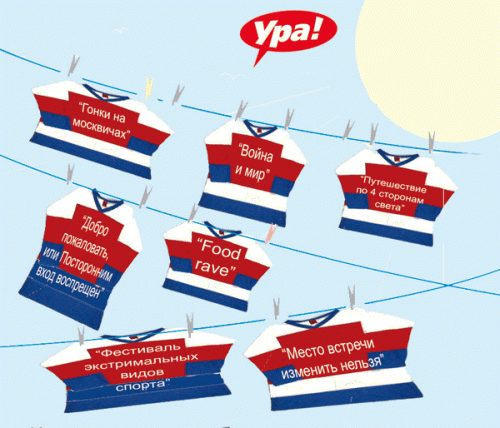 Ура!
"Гонки на
москвичах"
"Война
и мир"
"Путешествие
по 4 сторонам
света"
"Добро
пожаловать,
или Посторонним
вход воспрещен"
"Food
rave"
"Фестиваль
экстримальных
видов
спорта"
"Место встречи
изменить нельзя"